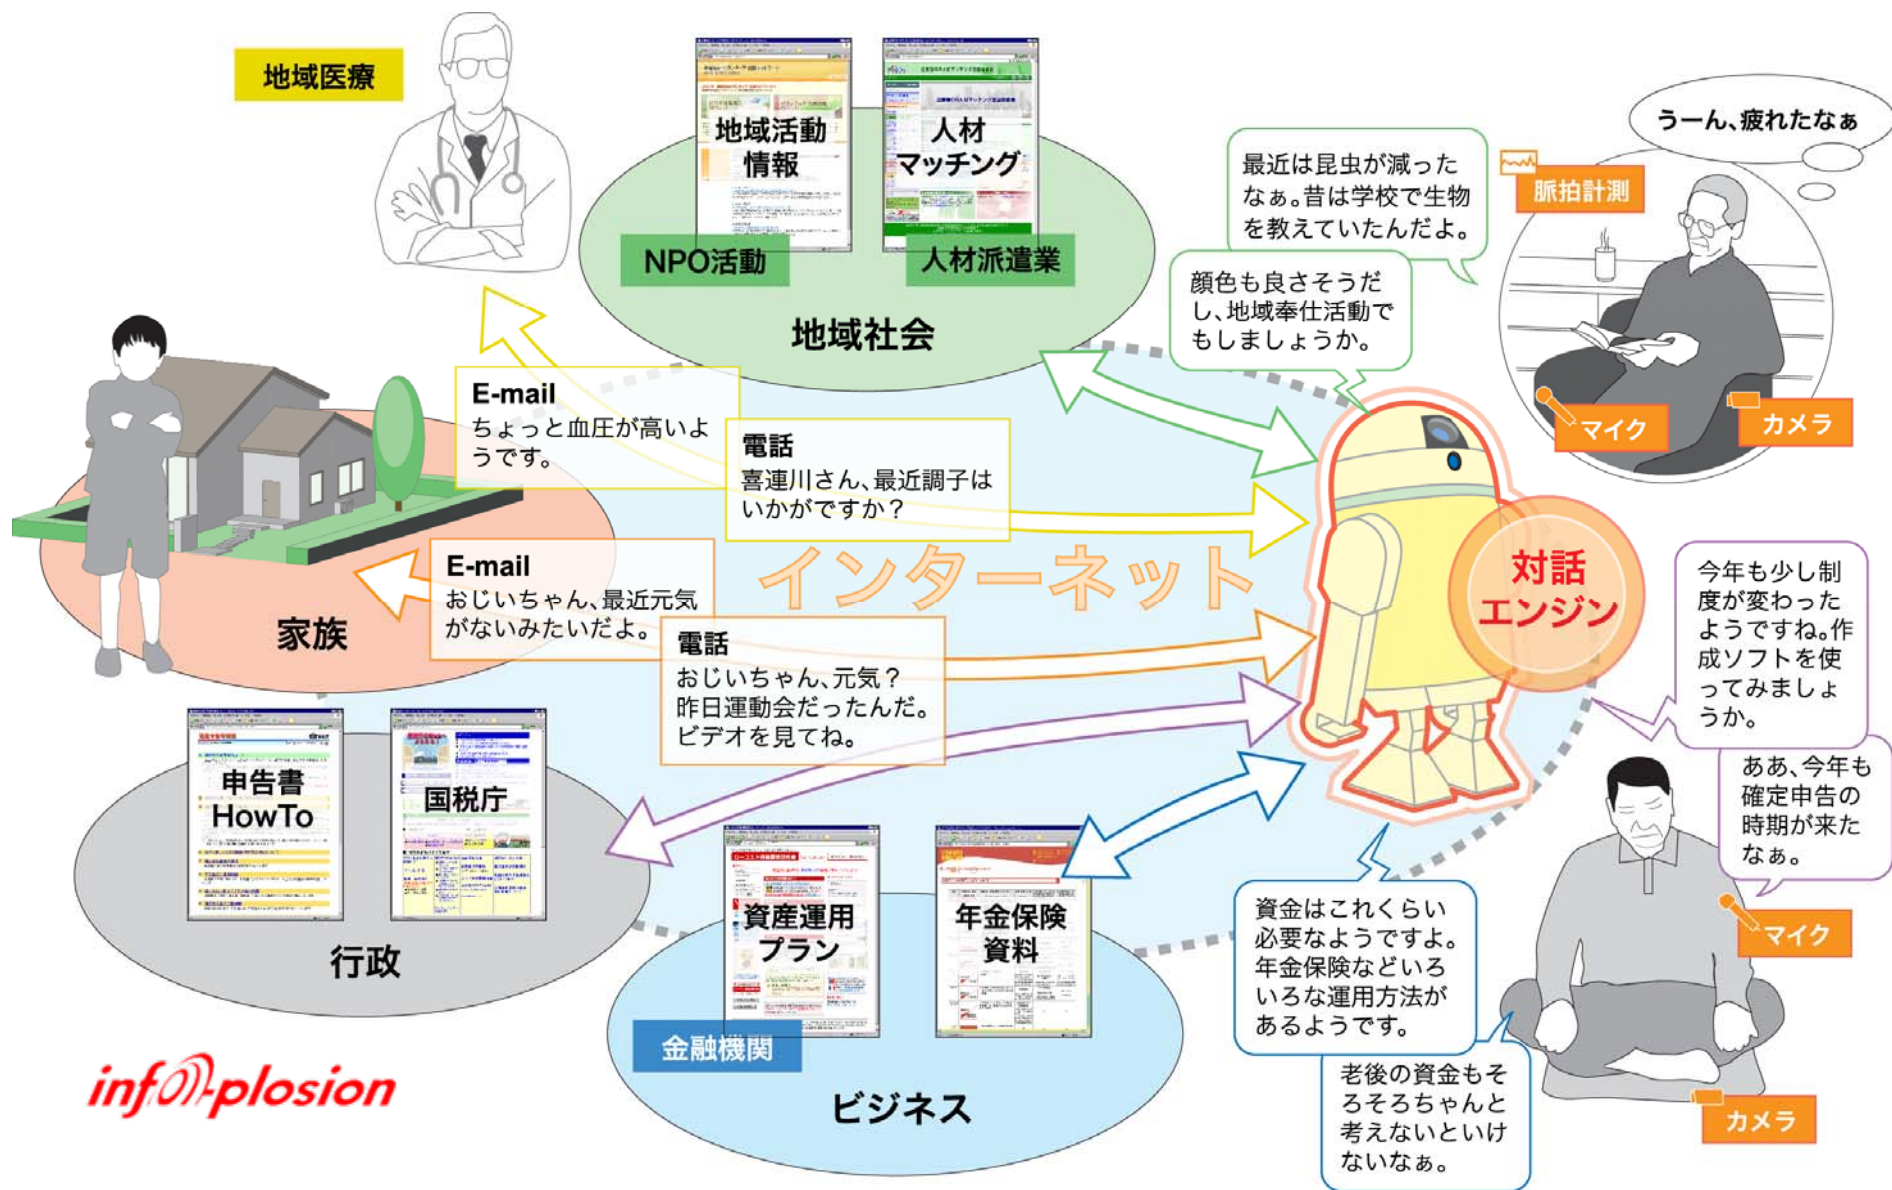 地域医療
地域活動
情報
人材
マッチング
NPO活動
人材派遣業
地域社会
うーん、疲れたなぁ
脈拍計測
マイク
カメラ
最近は昆虫が減った
なぁ。昔は学校で生物
を教えていたんだよ。
顔色も良さそうだ
し、地域奉仕活動で
もしましょうか。
E-mail
ちょっと血圧が高いよ
うです。
電話
喜連川さん、最近調子は
いかがですか？
インターネット
対話
エンジン
E-mail
おじいちゃん、最近元気
がないみたいだよ。
家族
電話
おじいちゃん、元気？
昨日運動会だったんだ。
ビデオを見てね。
今年も少し制
度が変わった
ようですね。作
成ソフトを使
ってみましょ
うか。
ああ、今年も
確定申告の
時期が来た
なぁ。
申告書
HowTo
国税庁
行政
資産運用
プラン
年金保険
資料
金融機関
ビジネス
資金はこれくらい
必要なようですよ。
年金保険などいろ
いろな運用方法が
あるようです。
老後の資金もそ
ろそろちゃんと
考えないといけ
ないなぁ。
マイク
カメラ
info-plosion